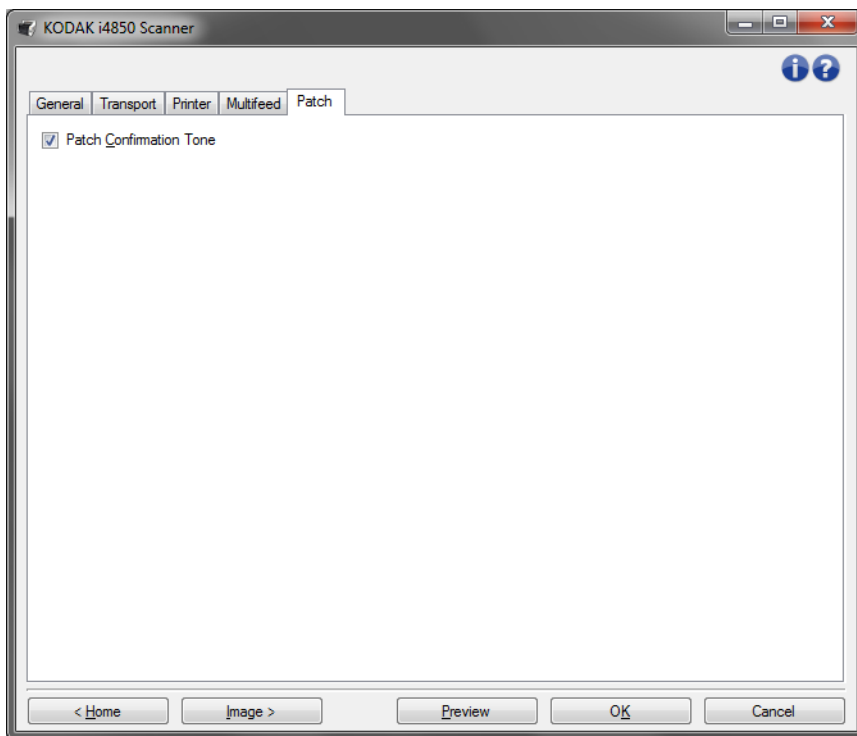 KODAK i4850 Scanner
General Transport Printer Multifeed Patch
Patch Confirmation Tone
< Home Image > Preview OK Cancel